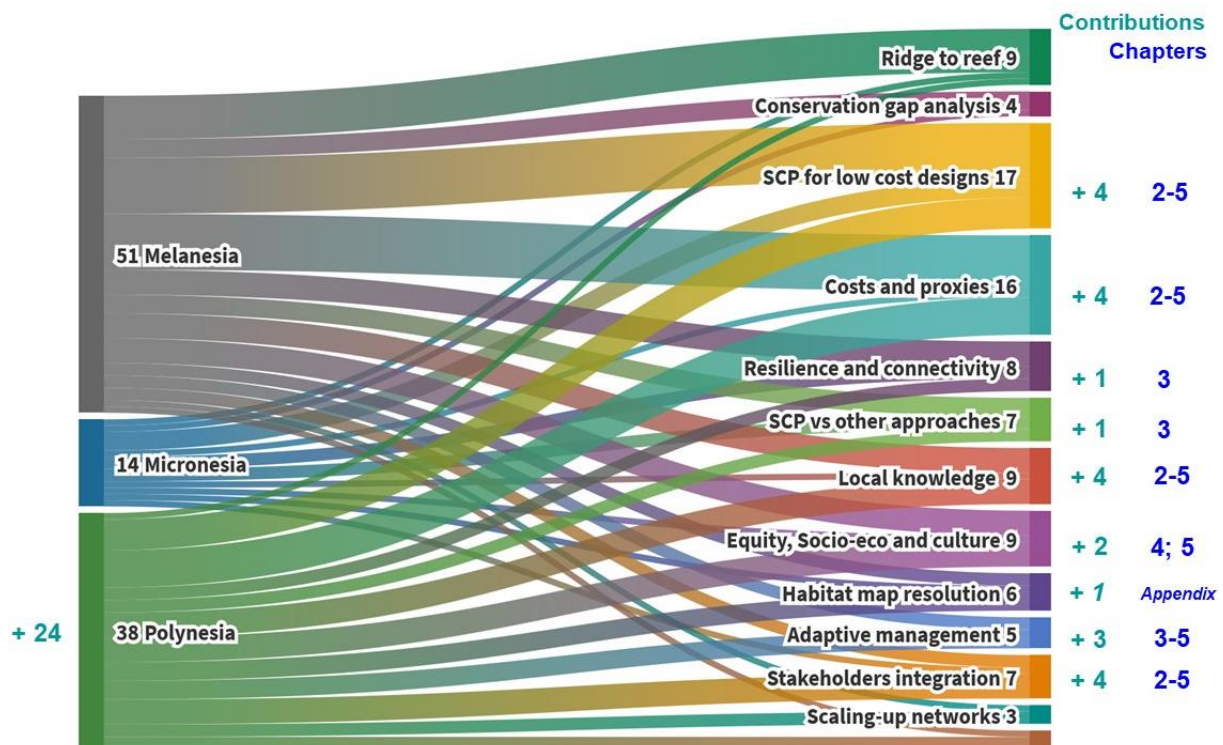 Contributions
Chapters
Ridge to reef 9
Conservation gap analysis 4
SCP for low cost designs 17
+ 4 2-5
51 Melanesia
Costs and proxies 16
+ 4 2-5
Resilience and connectivity 8
+ 1 3
SCP vs other approaches 7
+ 1 3
14 Micronesia
Local knowledge 9
+ 4 2-5
Equity, Socio-eco and culture 9
+ 2 4; 5
Habitat map resolution 6
+ 1 Appendix
+ 24 38 Polynesia
Adaptive management 5
+ 3 3-5
Stakeholders integration 7
+ 4 2-5
Scaling-up networks 3